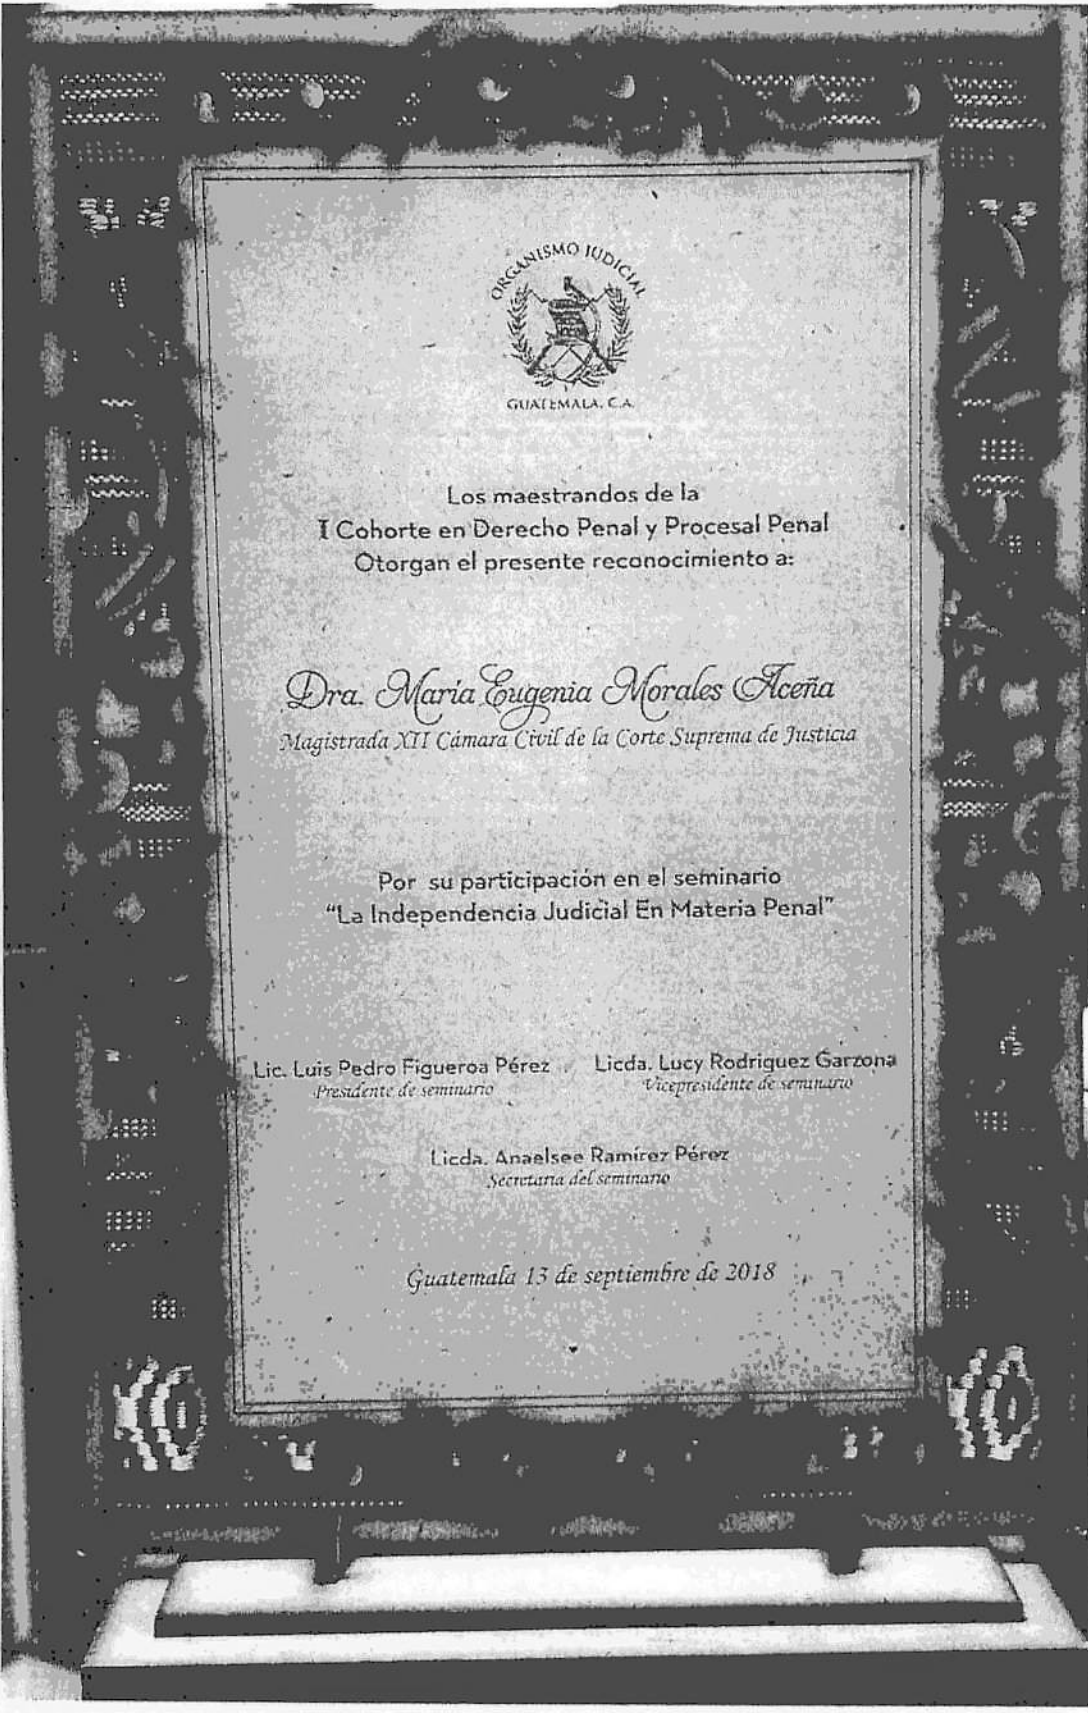 ORGANISMO JUDICIAL
GUATEMALA, C.A.
Los maestrandos de la
I Cohorte en Derecho Penal y Procesal Penal
Otorgan el presente reconocimiento a:
Dra. María Eugenia Morales Aceña
Magistrada XII Cámara Civil de la Corte Suprema de Justicia
Por su participación en el seminario
“La Independencia Judicial En Materia Penal”
Lic. Luis Pedro Figueroa Pérez Licda. Lucy Rodriguez Garzona
Presidente de seminario Vicepresidente de seminario
Licda. Anaelsee Ramírez Pérez
Secretaria del seminario
Guatemala 13 de septiembre de 2018